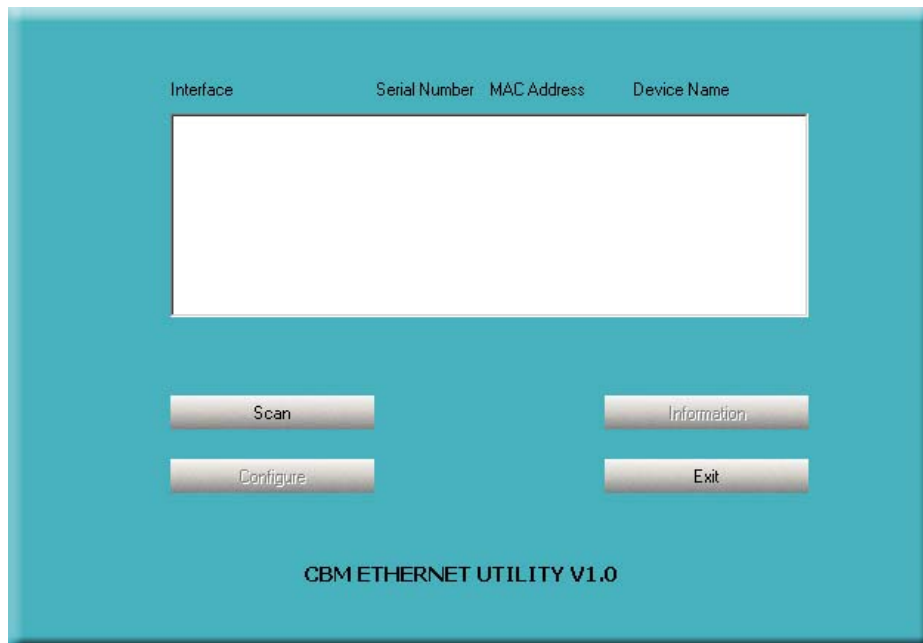 Interface Serial Number MAC Address Device Name
Scan Information
Configure Exit
CBM ETHERNET UTILITY V1.0